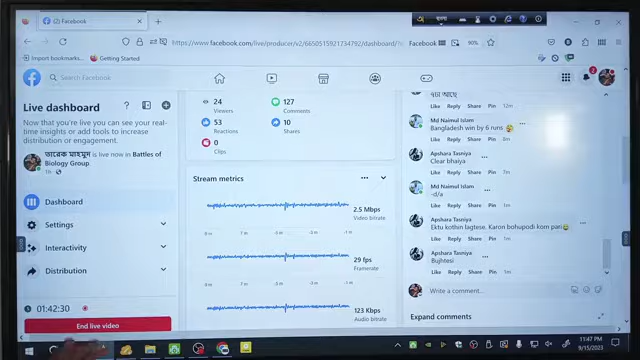 (2) Facebook
বাংলা
https://www.facebook.com/live/producer/v2/6650515921734792/dashboard/?
Facebook
90%
Import bookmarks...
Getting Started
Search Facebook
2
Live dashboard
Now that you're live you can see your real-
time insights or add tools to increase
distribution or engagement.
তারেক মাহমুদ is live now in Battles of
Biology Group
Dashboard
Settings
Interactivity
Distribution
01:42:30
End live video
24
Viewers
127
Comments
53
Reactions
10
Shares
0
Clips
Stream metrics
2.5 Mbps
Video bitrate
29 fps
Framerate
123 Kbps
Audio bitrate
Like Reply Share Pin 12m
Md Naimul Islam
Bangladesh win by 6 runs
Like Reply Share Pin 8m
Apshara Tasniya
Clear bhaiya
Like Reply Share Pin 7m
Md Naimul Islam
-d/a
Like Reply Share Pin 2m
Apshara Tasniya
Ektu kothin lagtese. Karon bohupodi kom pani
Like Reply Share Pin 1m
Apshara Tasniya
Bujhtesi
Like Reply Share Pin 1m
Write a comment...
Expand comments
11:47 PM
9/15/2023